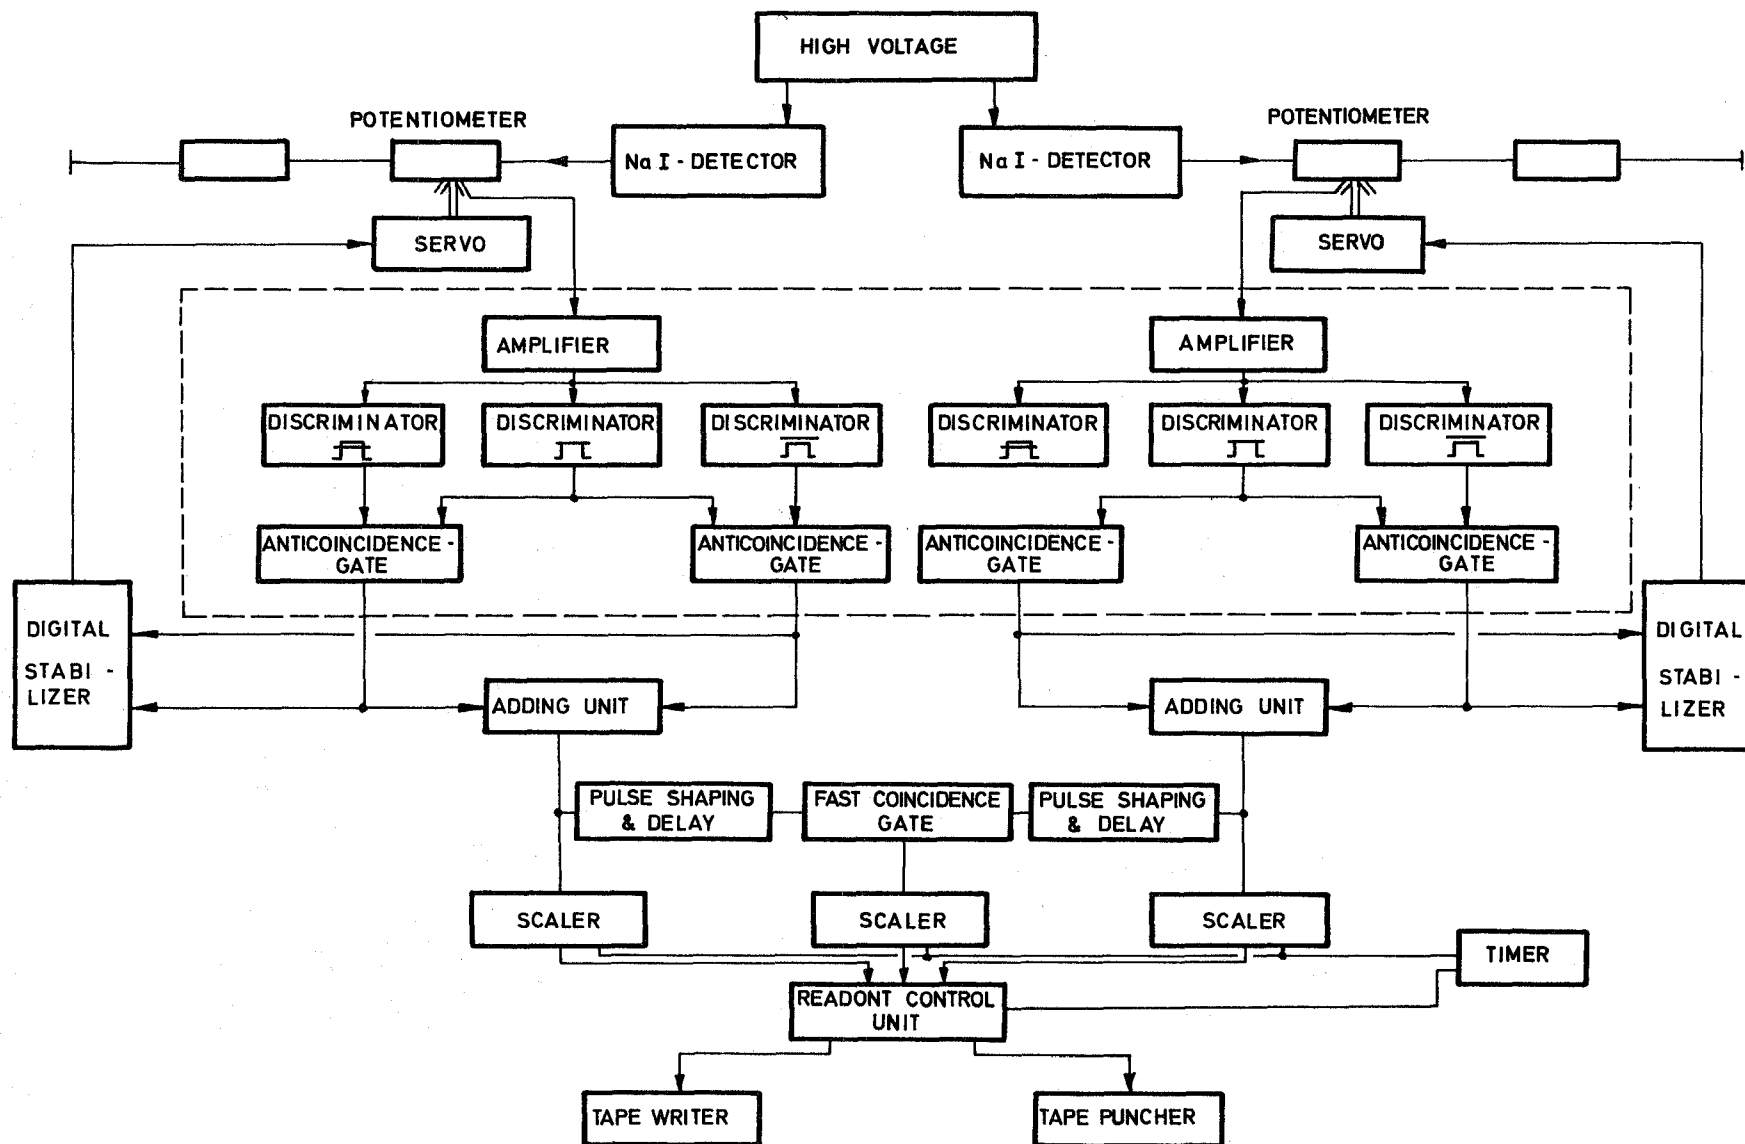 HIGH VOLTAGE
POTENTIOMETER
POTENTIOMETER
NaI - DETECTOR
NaI - DETECTOR
SERVO
SERVO
AMPLIFIER
AMPLIFIER
DISCRIMINATOR
DISCRIMINATOR
DISCRIMINATOR
DISCRIMINATOR
DISCRIMINATOR
DISCRIMINATOR
ANTICOINCIDENCE -
GATE
ANTICOINCIDENCE -
GATE
ANTICOINCIDENCE -
GATE
ANTICOINCIDENCE -
GATE
DIGITAL
STABI -
LIZER
DIGITAL
STABI -
LIZER
ADDING UNIT
ADDING UNIT
PULSE SHAPING
& DELAY
FAST COINCIDENCE
GATE
PULSE SHAPING
& DELAY
SCALER
SCALER
SCALER
TIMER
READONT CONTROL
UNIT
TAPE WRITER
TAPE PUNCHER